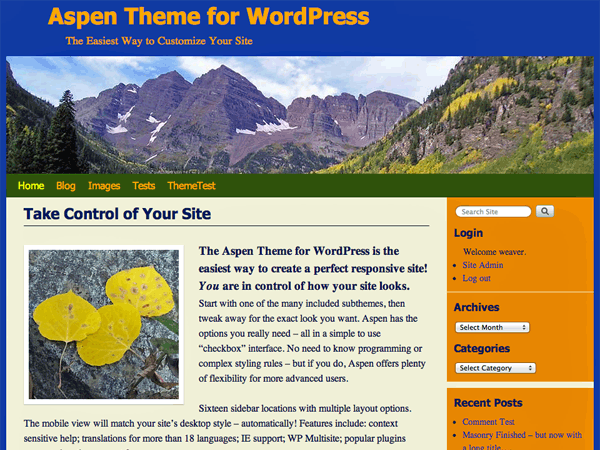 Aspen Theme for WordPress
The Easiest Way to Customize Your Site
Home Blog Images Tests ThemeTest
Take Control of Your Site
The Aspen Theme for WordPress is the
easiest way to create a perfect responsive site!
You are in control of how your site looks.
Start with one of the many included subthemes, then
tweak away for the exact look you want. Aspen has the
options you really need – all in a simple to use
“checkbox” interface. No need to know programming or
complex styling rules – but if you do, Aspen offers plenty
of flexibility for more advanced users.
Sixteen sidebar locations with multiple layout options.
The mobile view will match your site’s desktop style – automatically! Features include: context
sensitive help; translations for more than 18 languages; IE support; WP Multisite; popular plugins
Search Site
Login
Welcome weaver.
Site Admin
Log out
Archives
Select Month
Categories
Select Category
Recent Posts
Comment Test
Masonry Finished – but now with
a long title